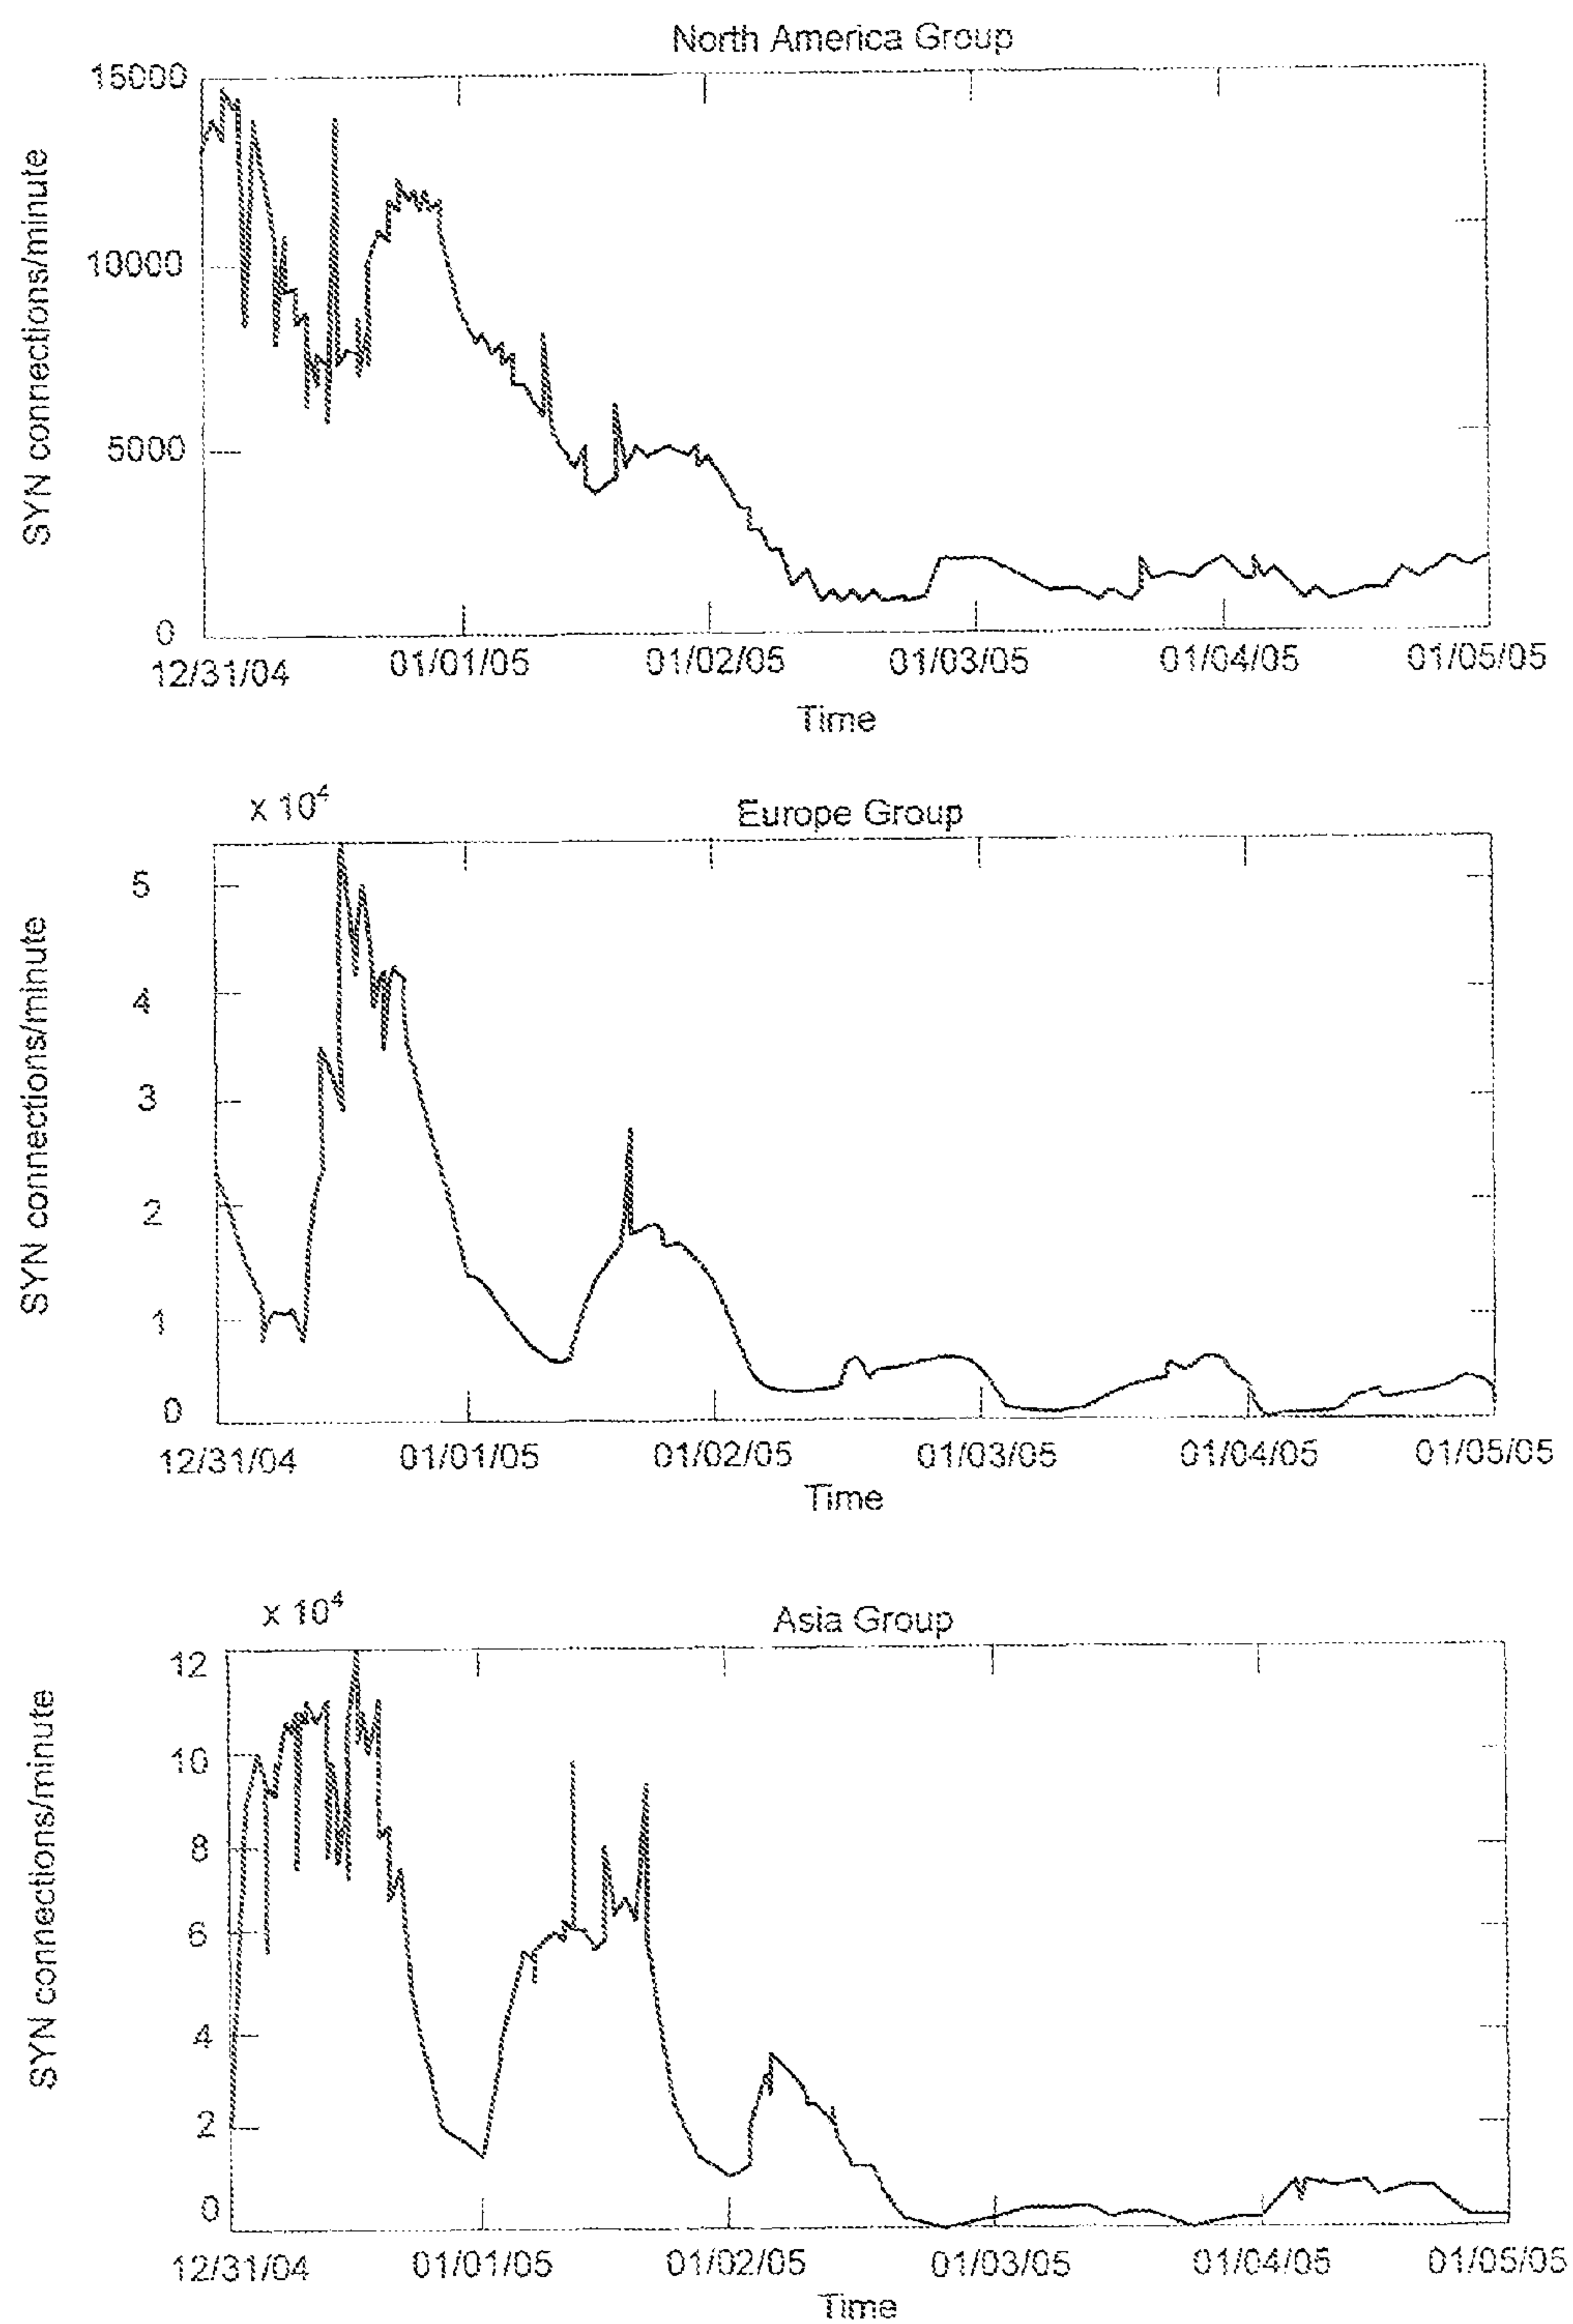 North America Group
15000
10000
5000
0
SYN connections/minute
12/31/04 01/01/05 01/02/05 01/03/05 01/04/05 01/05/05
Time
x 10⁴
Europe Group
5
4
3
2
1
0
SYN connections/minute
12/31/04 01/01/05 01/02/05 01/03/05 01/04/05 01/05/05
Time
x 10⁴
Asia Group
12
10
8
6
4
2
0
SYN connections/minute
12/31/04 01/01/05 01/02/05 01/03/05 01/04/05 01/05/05
Time